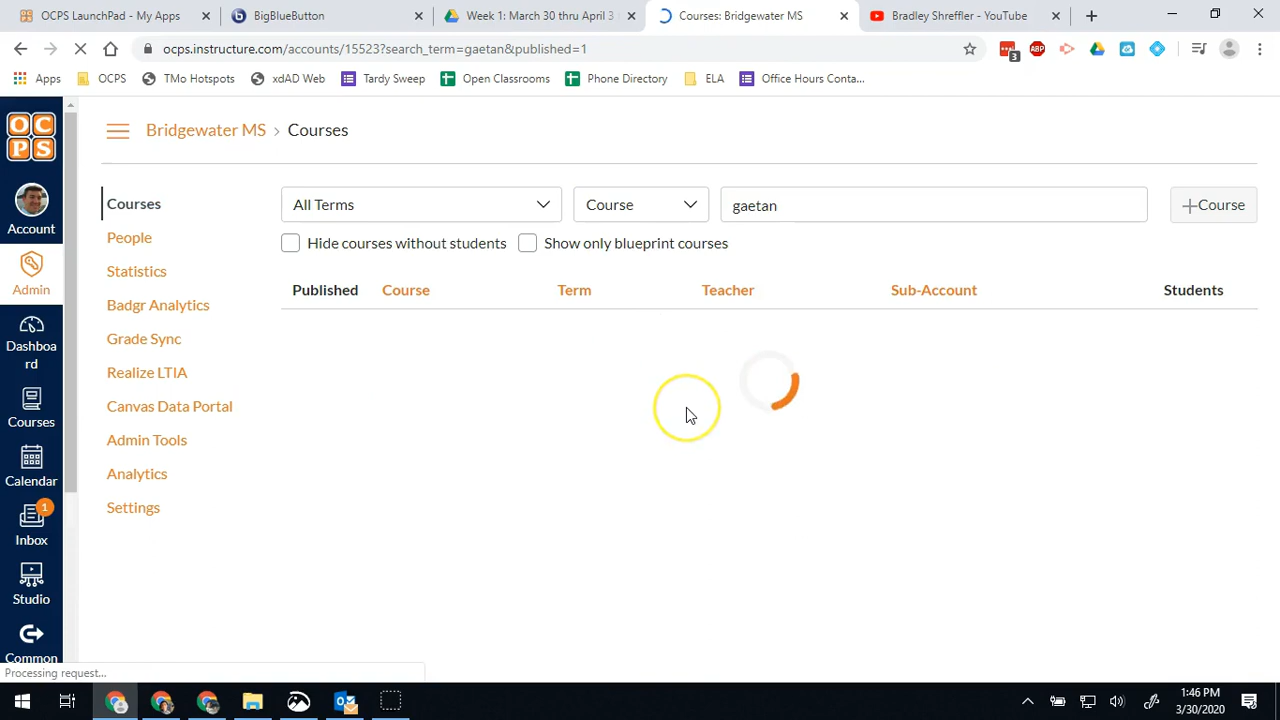 OCPS LaunchPad - My Apps
BigBlueButton
Week 1: March 30 thru April 3
Courses: Bridgewater MS
Bradley Shreffler - YouTube
ocps.instructure.com/accounts/15523?search_term=gaetan&published=1
3
ABP
Apps
OCPS
TMo Hotspots
xdAD Web
Tardy Sweep
Open Classrooms
Phone Directory
ELA
Office Hours Conta...
OC
PS
Account
Admin
Dashboa
rd
Courses
Calendar
1
Inbox
Studio
Common
Bridgewater MS > Courses
Courses
People
Statistics
Badgr Analytics
Grade Sync
Realize LTIA
Canvas Data Portal
Admin Tools
Analytics
Settings
All Terms
Course
gaetan
+Course
Hide courses without students
Show only blueprint courses
Published Course Term Teacher Sub-Account Students
Processing request...
1:46 PM
3/30/2020